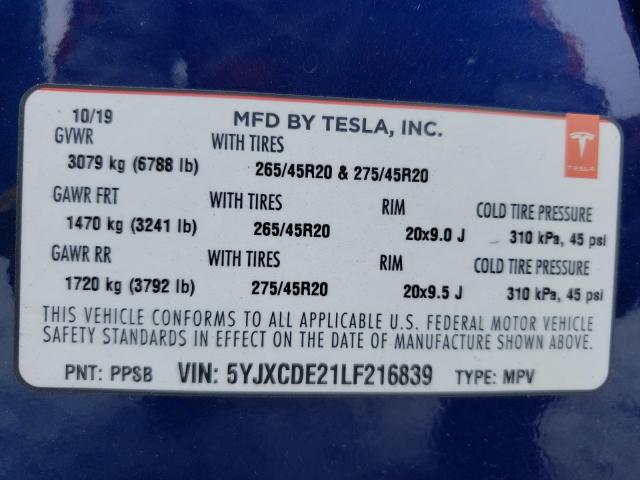 10/19 MFD BY TESLA, INC.
GVWR WITH TIRES
3079 kg (6788 lb) 265/45R20 & 275/45R20
TESLA
GAWR FRT WITH TIRES RIM COLD TIRE PRESSURE
1470 kg (3241 lb) 265/45R20 20x9.0 J 310 kPa, 45 psi
GAWR RR WITH TIRES RIM COLD TIRE PRESSURE
1720 kg (3792 lb) 275/45R20 20x9.5 J 310 kPa, 45 psi
THIS VEHICLE CONFORMS TO ALL APPLICABLE U.S. FEDERAL MOTOR VEHICLE
SAFETY STANDARDS IN EFFECT ON THE DATE OF MANUFACTURE SHOWN ABOVE.
PNT: PPSB VIN: 5YJXCDE21LF216839 TYPE: MPV